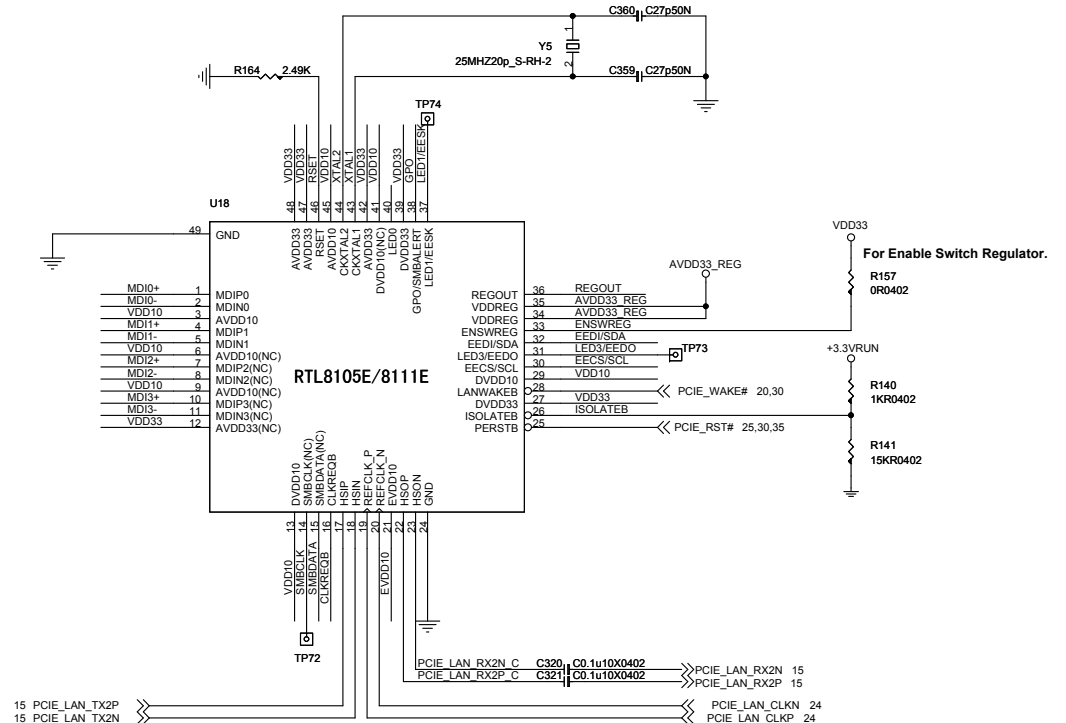 C360 C27p50N
1
Y5
25MHZ20p_S-RH-2
2
C359 C27p50N
R164 2.49K
TP74
VDD33
VDD33
RSET
VDD10
XTAL2
XTAL1
VDD33
VDD10
VDD33
GPO
LED1/EESK
48
47
46
45
44
43
42
41
40
39
38
37
U18
AVDD33
AVDD33
RSET
AVDD10
CKXTAL2
CKXTAL1
AVDD33
DVDD10(NC)
LED0
DVDD33
GPO/SMBALERT
LED1/EESK
49 GND
MDI0+ 1 MDIP0
MDI0- 2 MDIN0
VDD10 3 AVDD10
MDI1+ 4 MDIP1
MDI1- 5 MDIN1
VDD10 6 AVDD10(NC)
MDI2+ 7 MDIP2(NC)
MDI2- 8 MDIN2(NC)
VDD10 9 AVDD10(NC)
MDI3+ 10 MDIP3(NC)
MDI3- 11 MDIN3(NC)
VDD33 12 AVDD33(NC)
RTL8105E/8111E
REGOUT 36 REGOUT
VDDREG 35 AVDD33_REG
VDDREG 34 AVDD33_REG
ENSWREG 33 ENSWREG
EEDI/SDA 32 EEDI/SDA
LED3/EEDO 31 LED3/EEDO
EECS/SCL 30 EECS/SCL
DVDD10 29 VDD10
LANWAKEB 28 PCIE_WAKE# 20,30
DVDD33 27 VDD33
ISOLATEB 26 ISOLATEB
PERSTB 25 PCIE_RST# 25,30,35
AVDD33_REG
TP73
VDD33
For Enable Switch Regulator.
R157
0R0402
+3.3VRUN
R140
1KR0402
R141
15KR0402
DVDD10
SMBCLK(NC)
SMBDATA(NC)
CLKREQB
HSIP
HSIN
REFCLK_P
REFCLK_N
EVDD10
HSOP
HSON
GND
13
14
15
16
17
18
19
20
21
22
23
24
VDD10
SMBCLK
SMBDATA
CLKREQB
EVDD10
TP72
PCIE_LAN_RX2N_C C320 C0.1u10X0402 PCIE_LAN_RX2N 15
PCIE_LAN_RX2P_C C321 C0.1u10X0402 PCIE_LAN_RX2P 15
15 PCIE_LAN_TX2P
15 PCIE_LAN_TX2N
PCIE_LAN_CLKN 24
PCIE_LAN_CLKP 24